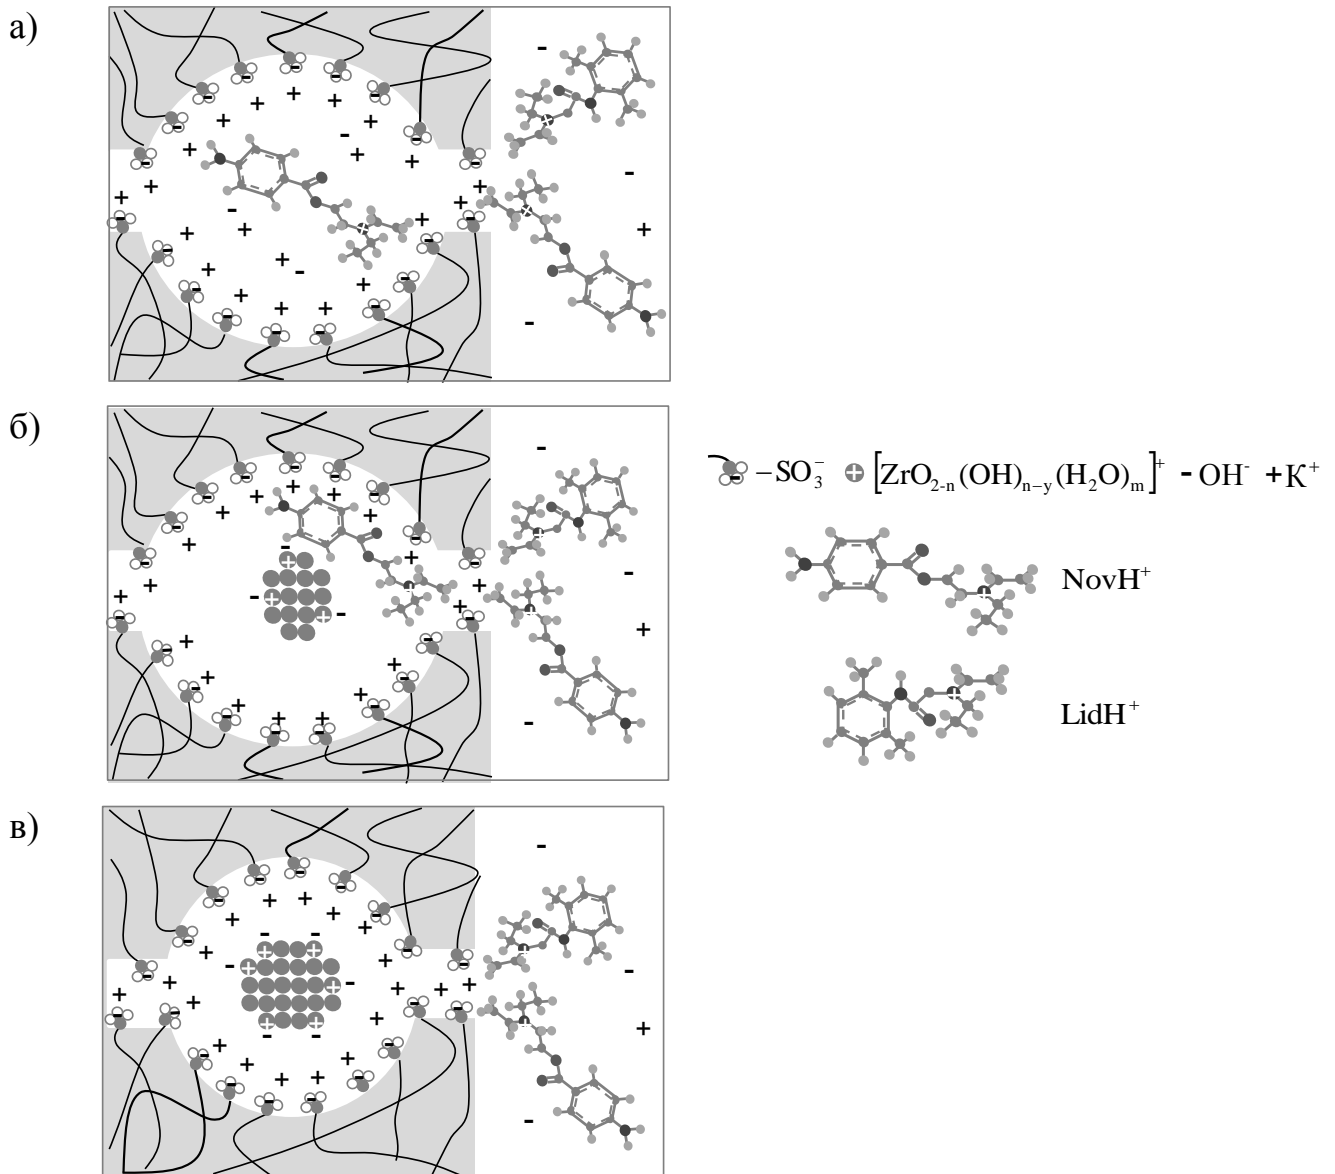 а)
б)
−SO₃⁻ [ZrO₂₋ₙ(OH)ₙ₋ᵧ(H₂O)ₘ]⁺ - OH⁻ + K⁺
NovH⁺
LidH⁺
в)